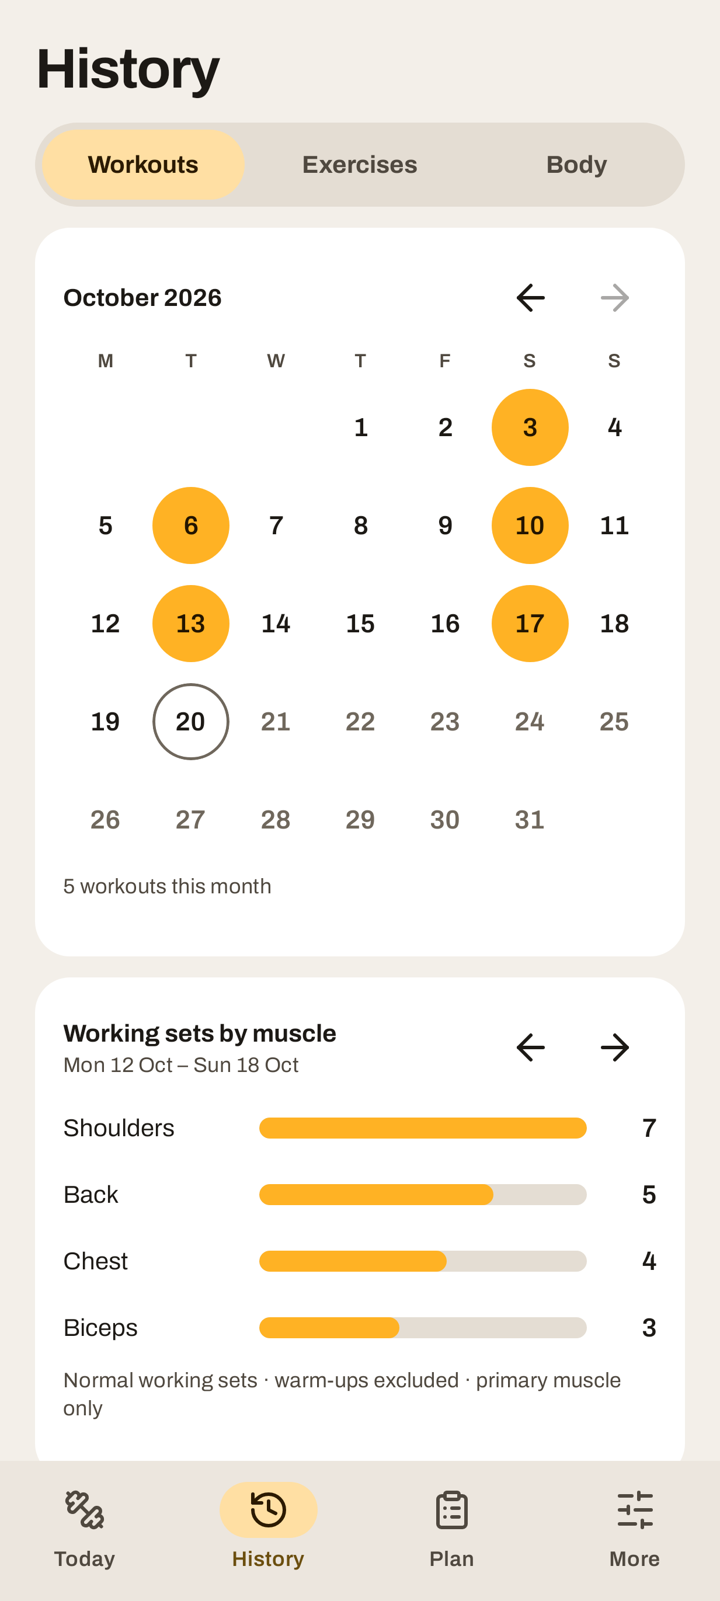 History
Workouts Exercises Body
October 2026
M T W T F S S
1 2 3 4
5 6 7 8 9 10 11
12 13 14 15 16 17 18
19 20 21 22 23 24 25
26 27 28 29 30 31
5 workouts this month
Working sets by muscle
Mon 12 Oct – Sun 18 Oct
Shoulders 7
Back 5
Chest 4
Biceps 3
Normal working sets · warm-ups excluded · primary muscle
only
Today History Plan More